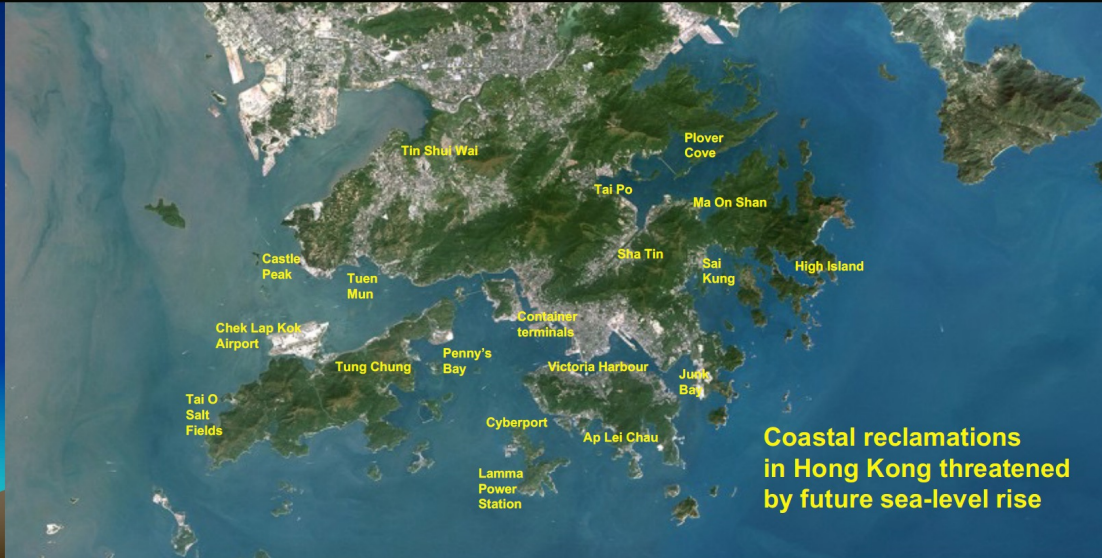 Tin Shui Wai
Plover
Cove
Tai Po
Ma On Shan
Sha Tin
Sai
Kung
High Island
Castle
Peak
Tuen
Mun
Container
terminals
Chek Lap Kok
Airport
Tung Chung
Penny's
Bay
Victoria Harbour
Junk
Bay
Tai O
Salt
Fields
Cyberport
Ap Lei Chau
Lamma
Power
Station
Coastal reclamations
in Hong Kong threatened
by future sea-level rise